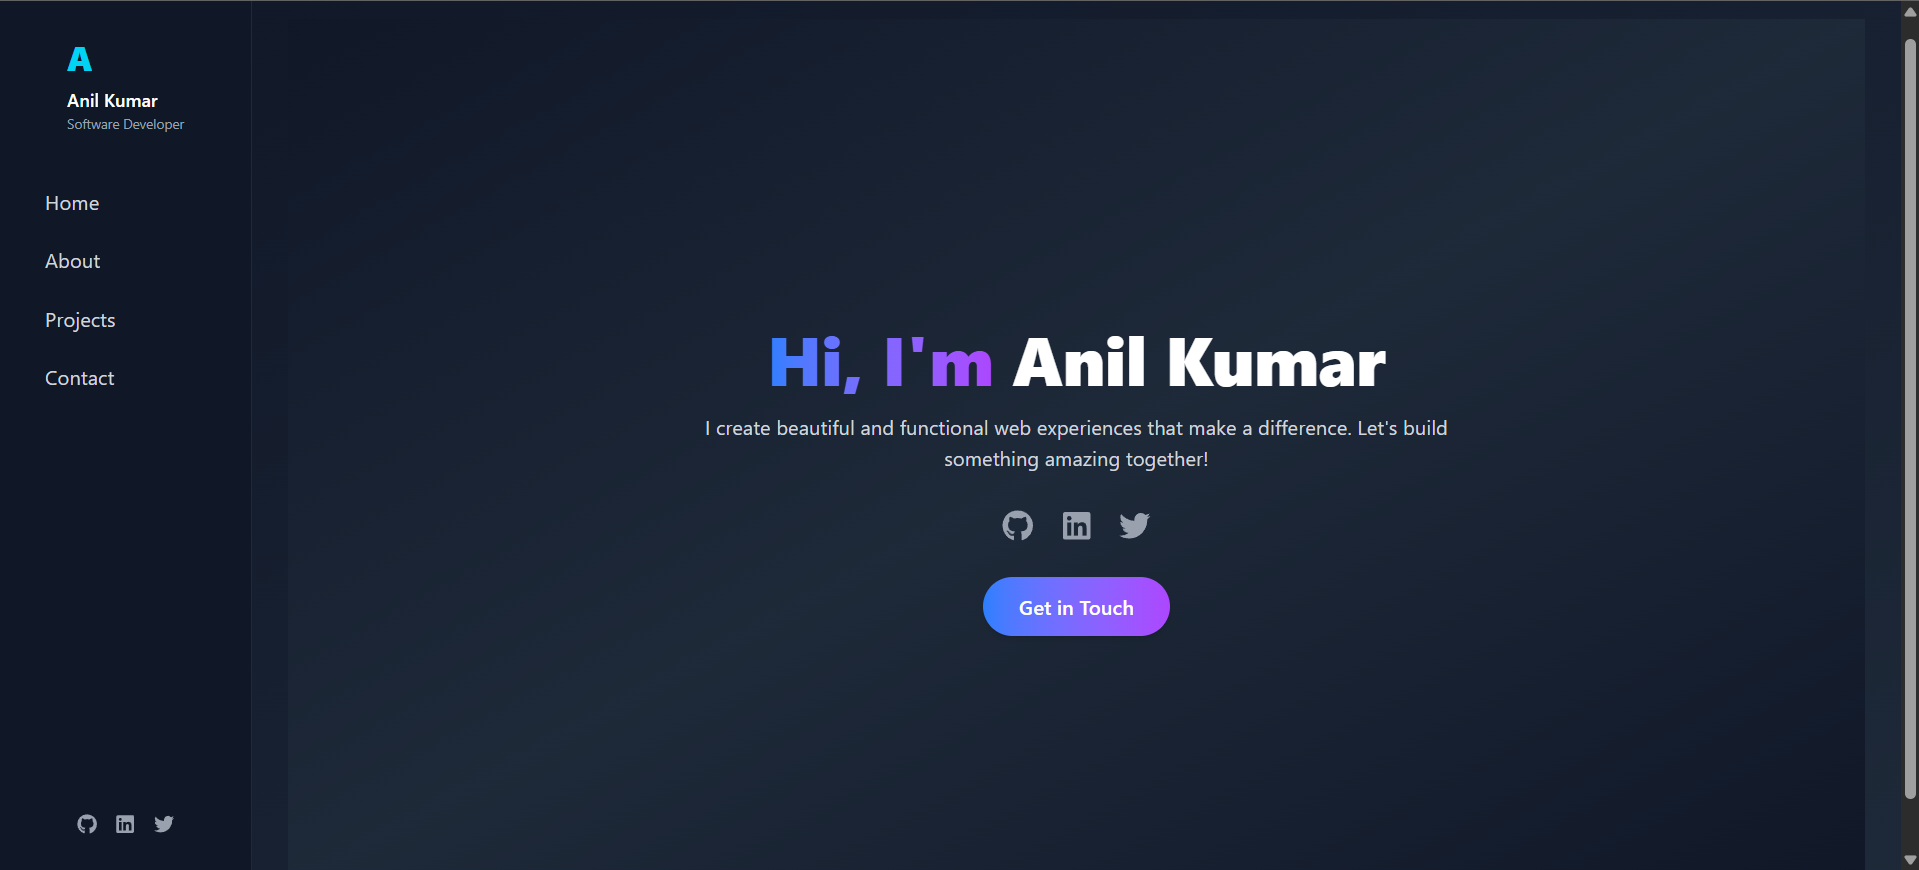 A
Anil Kumar
Software Developer
Home
About
Projects
Contact
Hi, I'm Anil Kumar
I create beautiful and functional web experiences that make a difference. Let's build
something amazing together!
Get in Touch